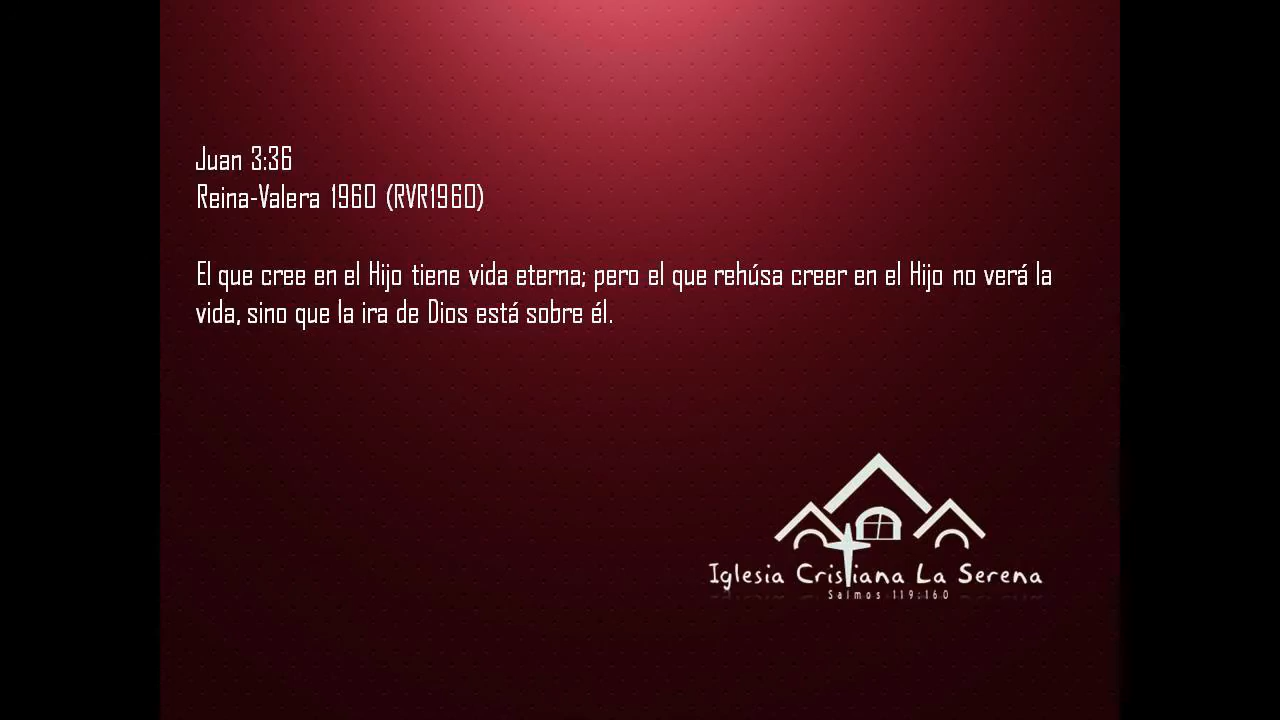 Juan 3:36
Reina-Valera 1960 (RVR1960)
El que cree en el Hijo tiene vida eterna; pero el que rehúsa creer en el Hijo no verá la
vida, sino que la ira de Dios está sobre él.
Iglesia Cristiana La Serena
Salmos 119:160